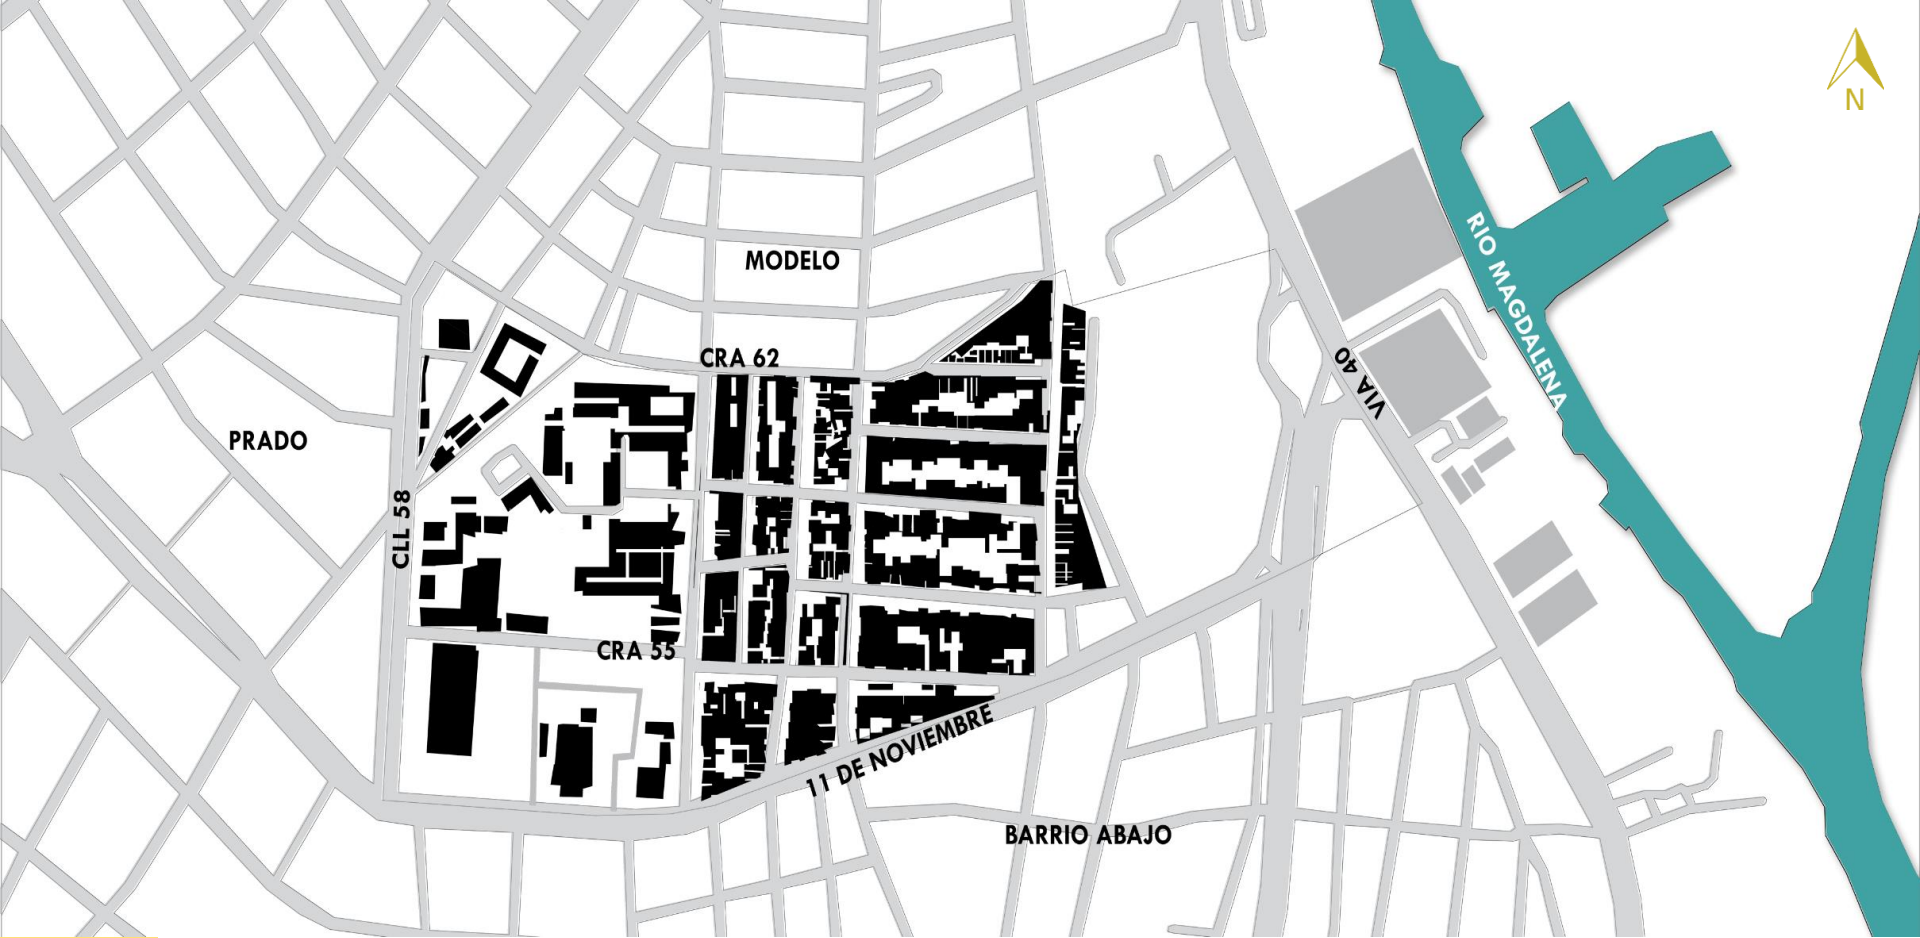 N
RIO MAGDALENA
MODELO
CRA 62
VIA 40
PRADO
CLL 58
CRA 55
11 DE NOVIEMBRE
BARRIO ABAJO